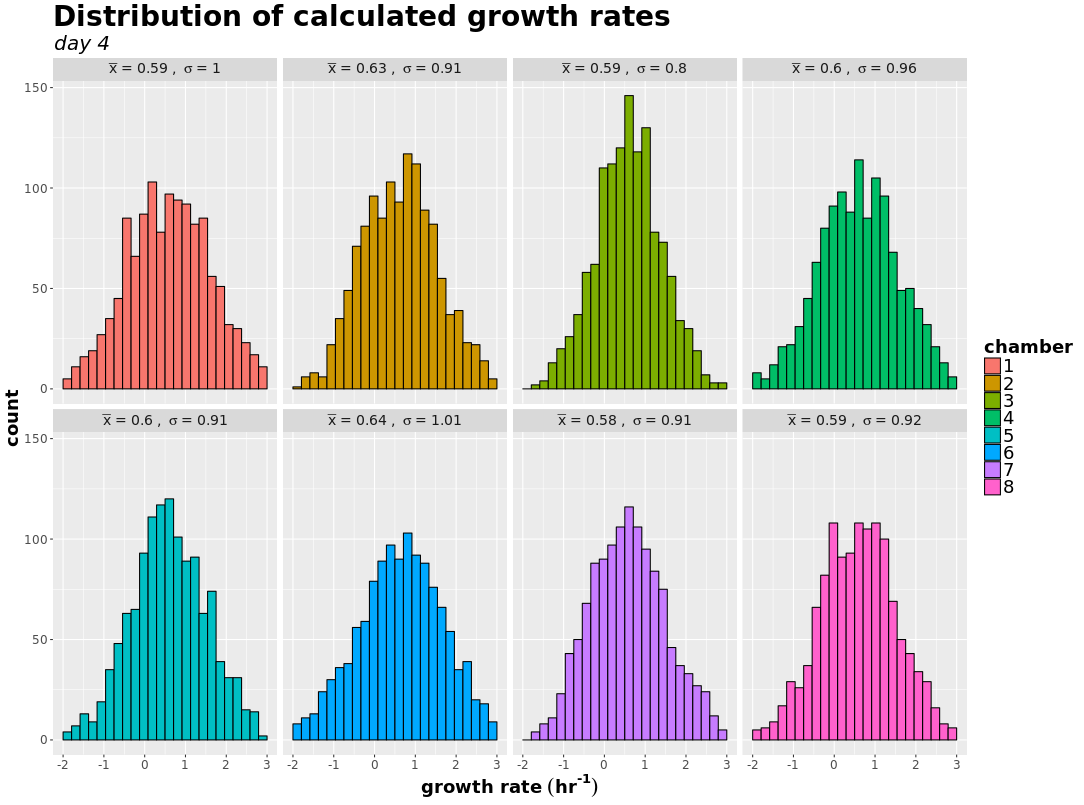 Distribution of calculated growth rates
day 4
x̅ = 0.59 , σ = 1
x̅ = 0.63 , σ = 0.91
x̅ = 0.59 , σ = 0.8
x̅ = 0.6 , σ = 0.96
150
100
50
0
x̅ = 0.6 , σ = 0.91
x̅ = 0.64 , σ = 1.01
x̅ = 0.58 , σ = 0.91
x̅ = 0.59 , σ = 0.92
150
100
50
0
-2 -1 0 1 2 3
-2 -1 0 1 2 3
-2 -1 0 1 2 3
-2 -1 0 1 2 3
growth rate (hr⁻¹)
count
chamber
1
2
3
4
5
6
7
8